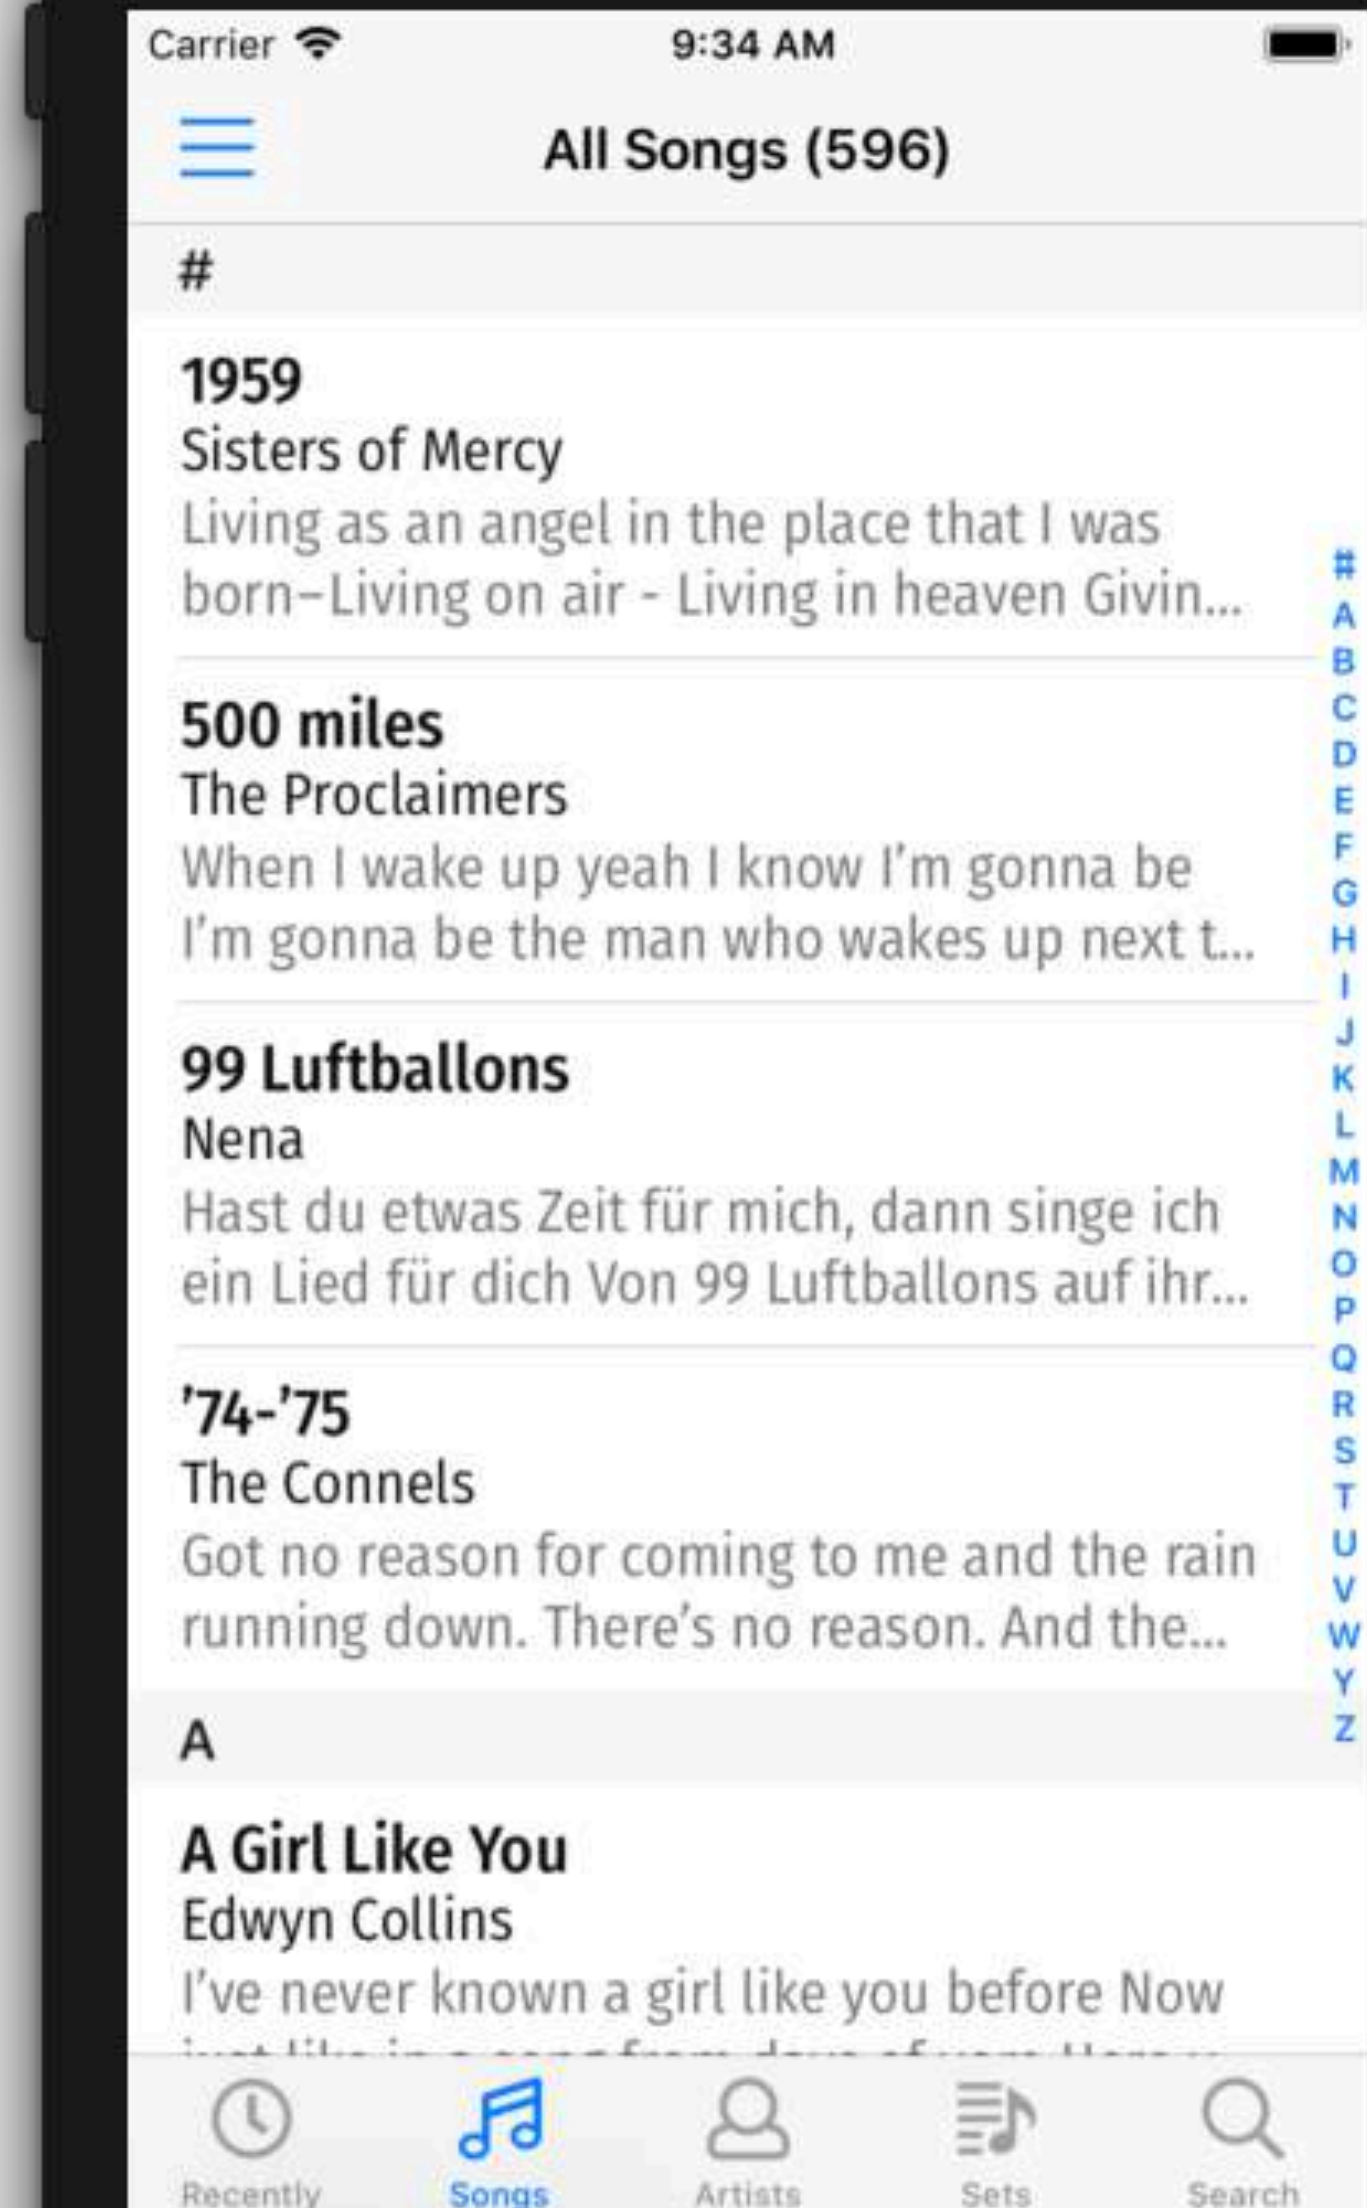 Carrier
9:34 AM
All Songs (596)
#
1959
Sisters of Mercy
Living as an angel in the place that I was
born–Living on air - Living in heaven Givin...
500 miles
The Proclaimers
When I wake up yeah I know I'm gonna be
I'm gonna be the man who wakes up next t...
99 Luftballons
Nena
Hast du etwas Zeit für mich, dann singe ich
ein Lied für dich Von 99 Luftballons auf ihr...
'74-'75
The Connels
Got no reason for coming to me and the rain
running down. There's no reason. And the...
A
A Girl Like You
Edwyn Collins
I've never known a girl like you before Now
#
A
B
C
D
E
F
G
H
I
J
K
L
M
N
O
P
Q
R
S
T
U
V
W
Y
Z
Recently
Songs
Artists
Sets
Search